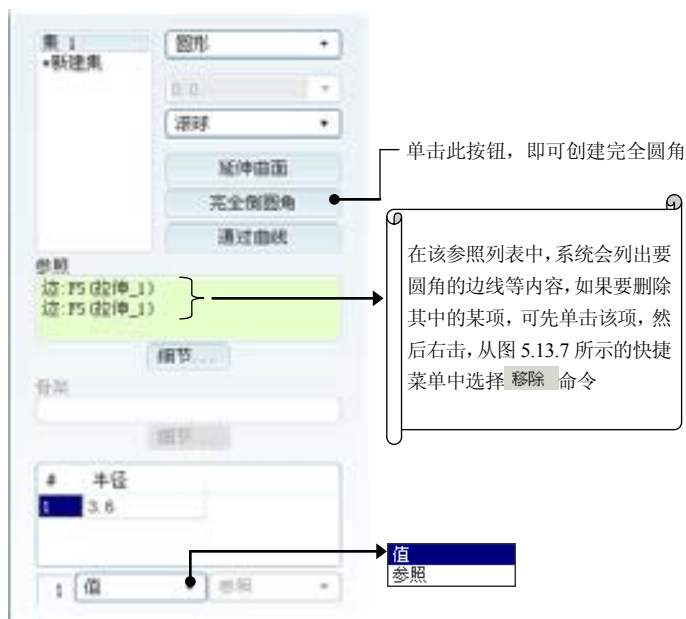 集 1
*新建集
圆形
0.0
滚球
延伸曲面
完全倒圆角
通过曲线
参照
边:F5(拉伸_1)
边:F5(拉伸_1)
细节...
骨架
细节...
# 半径
1 3.6
1 值 参照
单击此按钮，即可创建完全圆角
在该参照列表中，系统会列出要
圆角的边线等内容，如果要删除
其中的某项，可先单击该项，然
后右击，从图 5.13.7 所示的快捷
菜单中选择 移除 命令
值
参照